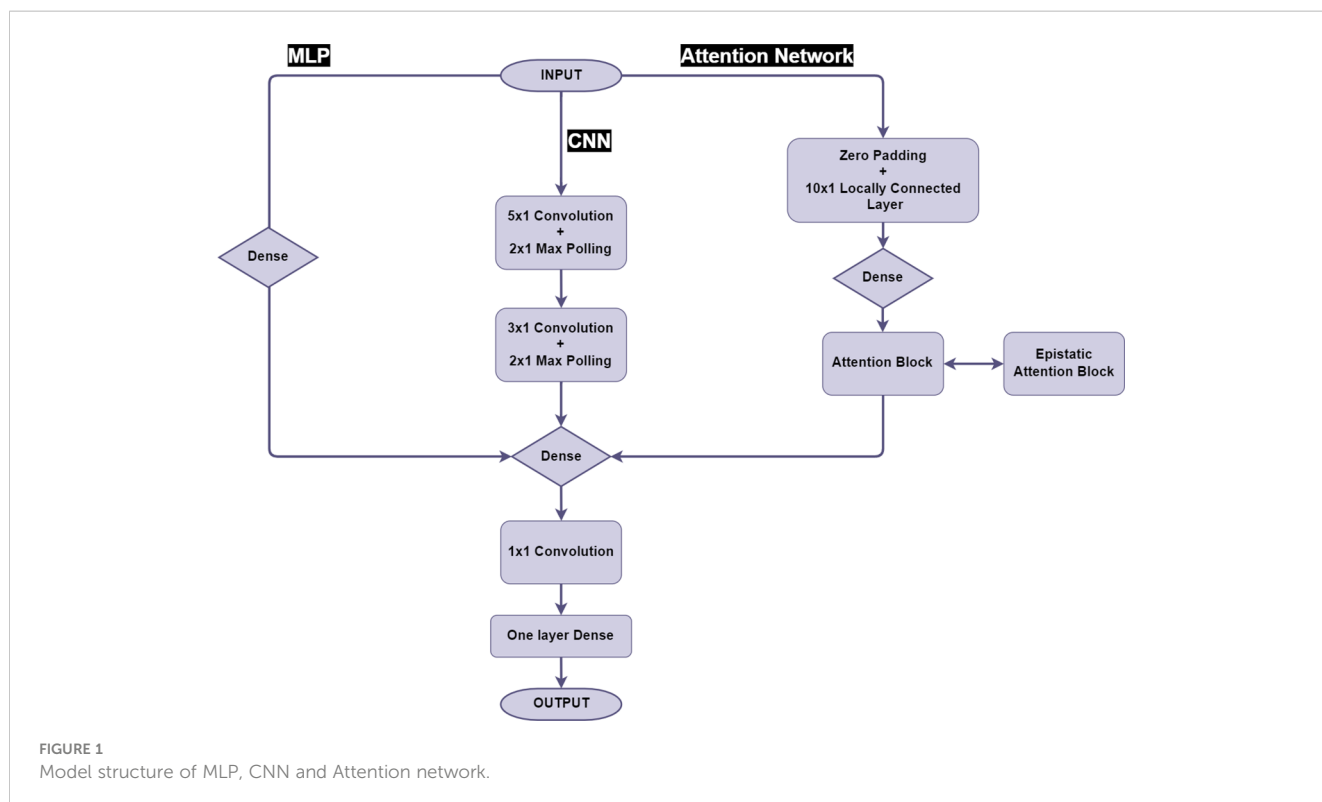 MLP
Attention Network
INPUT
CNN
Zero Padding
+
10x1 Locally Connected
Layer
5x1 Convolution
+
2x1 Max Polling
Dense
Dense
3x1 Convolution
+
2x1 Max Polling
Attention Block
Epistatic
Attention Block
Dense
1x1 Convolution
One layer Dense
OUTPUT
FIGURE 1
Model structure of MLP, CNN and Attention network.